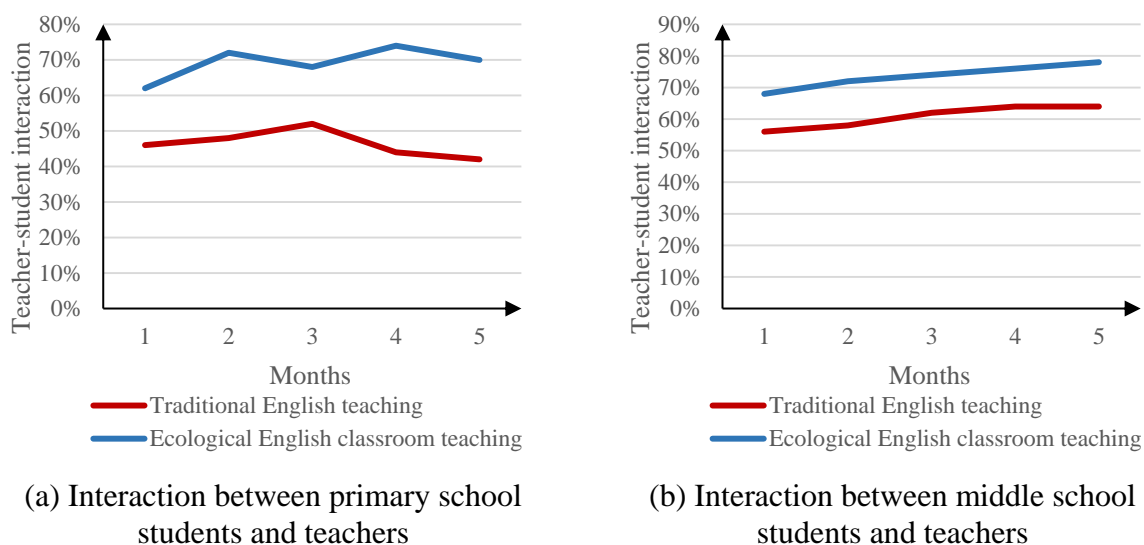 Teacher-student interaction
80%
70%
60%
50%
40%
30%
20%
10%
0%
1 2 3 4 5
Months
Traditional English teaching
Ecological English classroom teaching
(a) Interaction between primary school
students and teachers
Teacher-student interaction
90%
80%
70%
60%
50%
40%
30%
20%
10%
0%
1 2 3 4 5
Months
Traditional English teaching
Ecological English classroom teaching
(b) Interaction between middle school
students and teachers